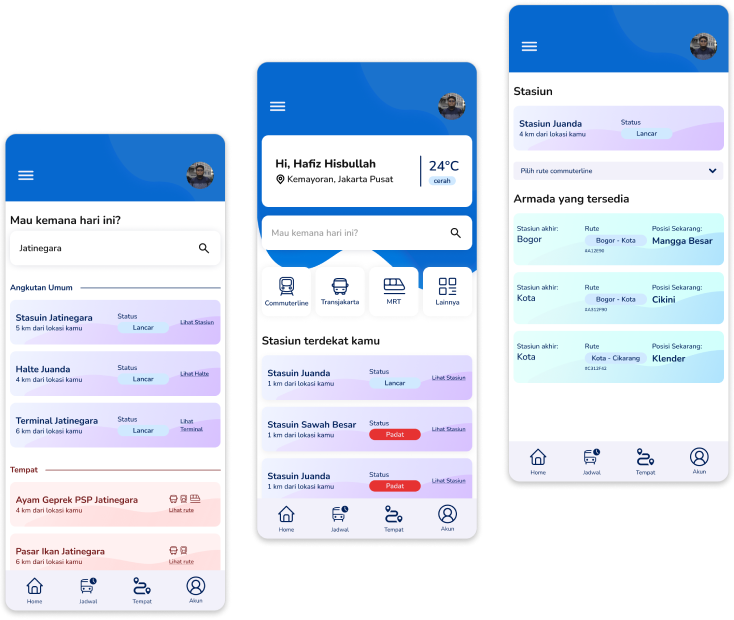 Mau kemana hari ini?
Jatinegara
Angkutan Umum
Stasuin Jatinegara
5 km dari lokasi kamu
Status
Lancar
Lihat Stasiun
Halte Juanda
4 km dari lokasi kamu
Status
Lancar
Lihat Halte
Terminal Jatinegara
6 km dari lokasi kamu
Status
Lancar
Lihat
Terminal
Tempat
Ayam Geprek PSP Jatinegara
4 km dari lokasi kamu
Lihat rute
Pasar Ikan Jatinegara
6 km dari lokasi kamu
Lihat rute
Home
Jadwal
Tempat
Akun
Hi, Hafiz Hisbullah
Kemayoran, Jakarta Pusat
24°C
cerah
Mau kemana hari ini?
Commuterline
Transjakarta
MRT
Lainnya
Stasiun terdekat kamu
Stasuin Juanda
1 km dari lokasi kamu
Status
Lancar
Lihat Stasiun
Stasuin Sawah Besar
1 km dari lokasi kamu
Status
Padat
Lihat Stasiun
Stasuin Juanda
1 km dari lokasi kamu
Status
Padat
Lihat Stasiun
Home
Jadwal
Tempat
Akun
Stasiun
Stasiun Juanda
4 km dari lokasi kamu
Status
Lancar
Pilih rute commuterline
Armada yang tersedia
Stasiun akhir:
Bogor
Rute
Bogor - Kota
#A12E90
Posisi Sekarang:
Mangga Besar
Stasiun akhir:
Kota
Rute
Bogor - Kota
#A312F90
Posisi Sekarang:
Cikini
Stasiun akhir:
Kota
Rute
Kota - Cikarang
#C312F42
Posisi Sekarang:
Klender
Home
Jadwal
Tempat
Akun